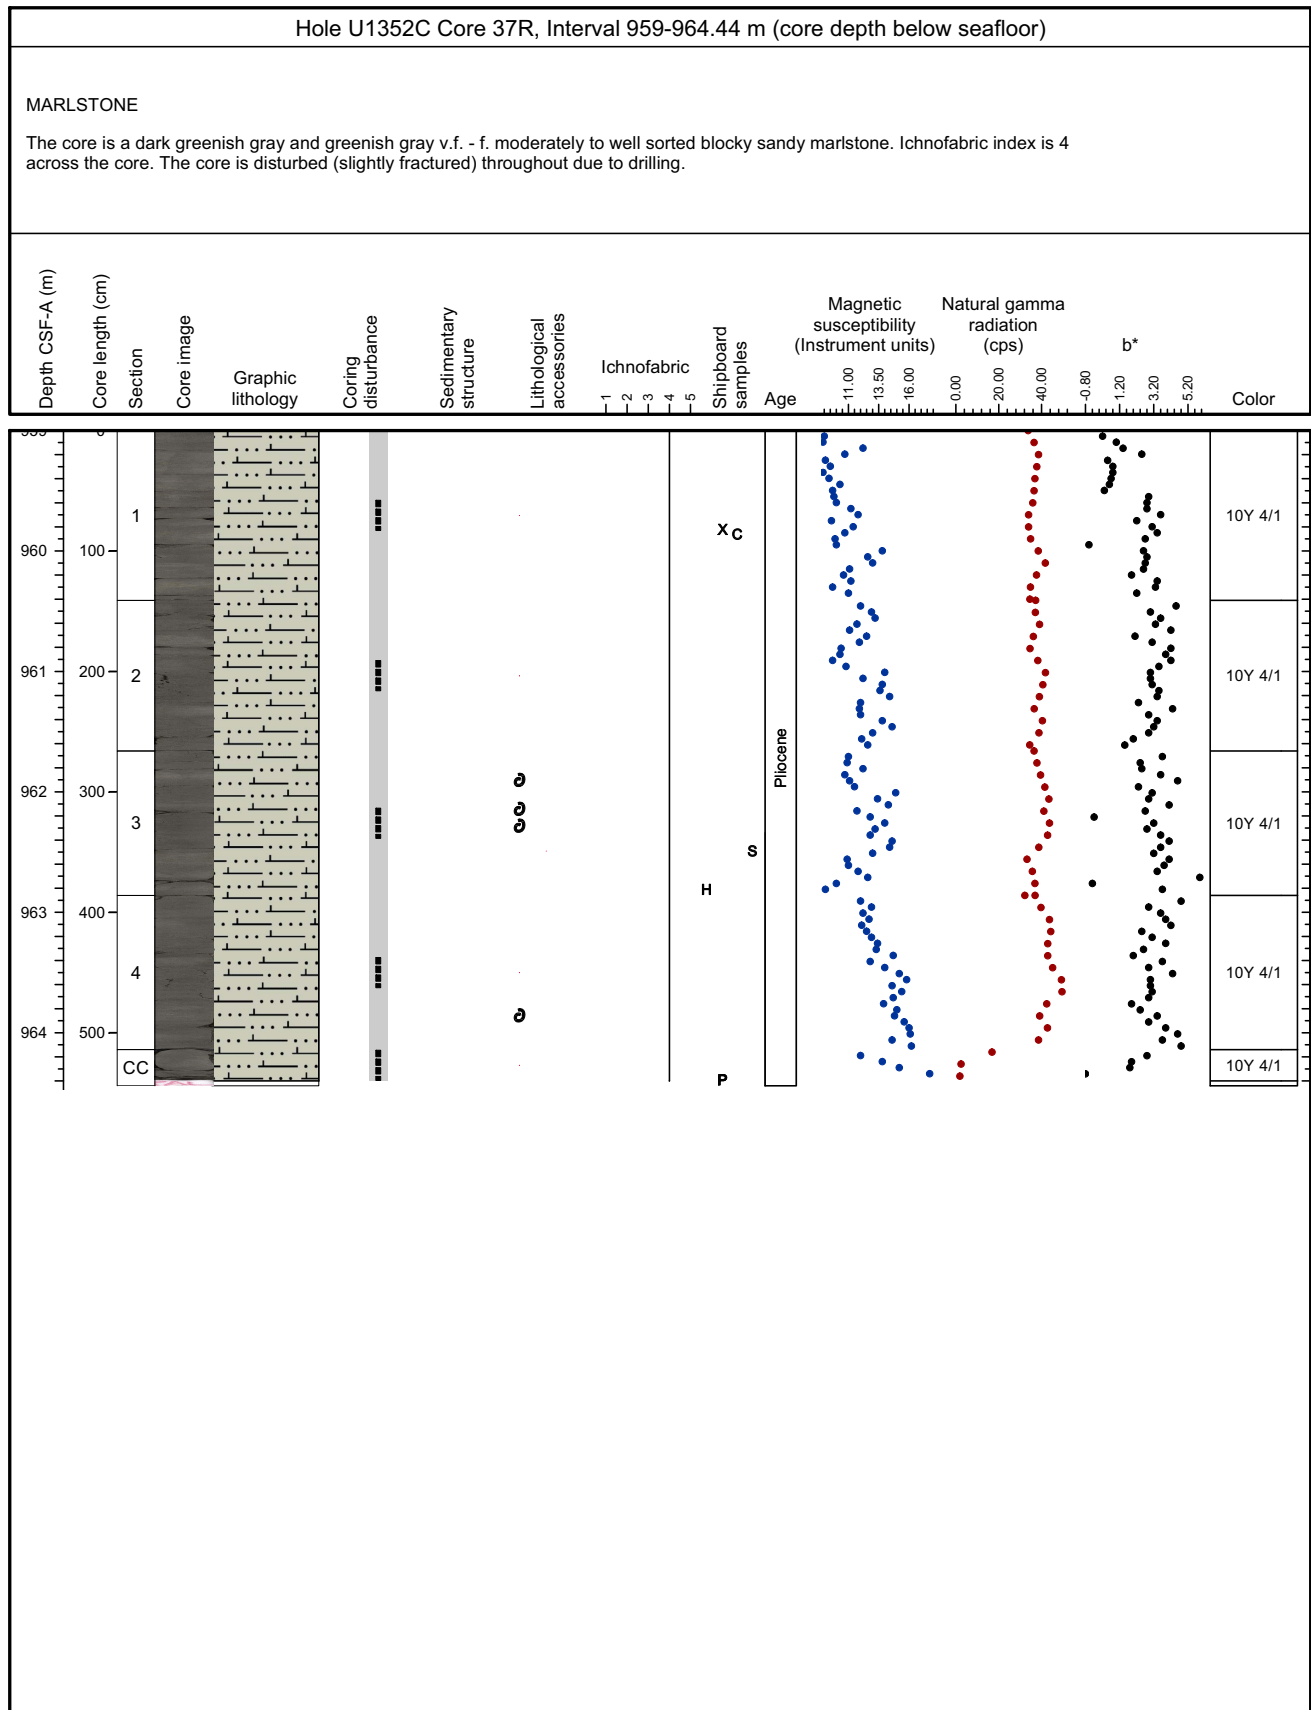 Hole U1352C Core 37R, Interval 959-964.44 m (core depth below seafloor)
MARLSTONE
The core is a dark greenish gray and greenish gray v.f. - f. moderately to well sorted blocky sandy marlstone. Ichnofabric index is 4
across the core. The core is disturbed (slightly fractured) throughout due to drilling.
Depth CSF-A (m)
Core length (cm)
Section
Core image
Graphic
lithology
Coring
disturbance
Sedimentary
structure
Lithological
accessories
Ichnofabric
1 2 3 4 5
Shipboard
samples
Age
Magnetic
susceptibility
(Instrument units)
11.00 13.50 16.00
Natural gamma
radiation
(cps)
0.00 20.00 40.00
b*
-0.80 1.20 3.20 5.20
Color
1 X C 10Y 4/1
960 100
961 200 2 10Y 4/1
Pliocene
962 300
3 10Y 4/1
S
H
963 400
4 10Y 4/1
964 500
CC 10Y 4/1
P